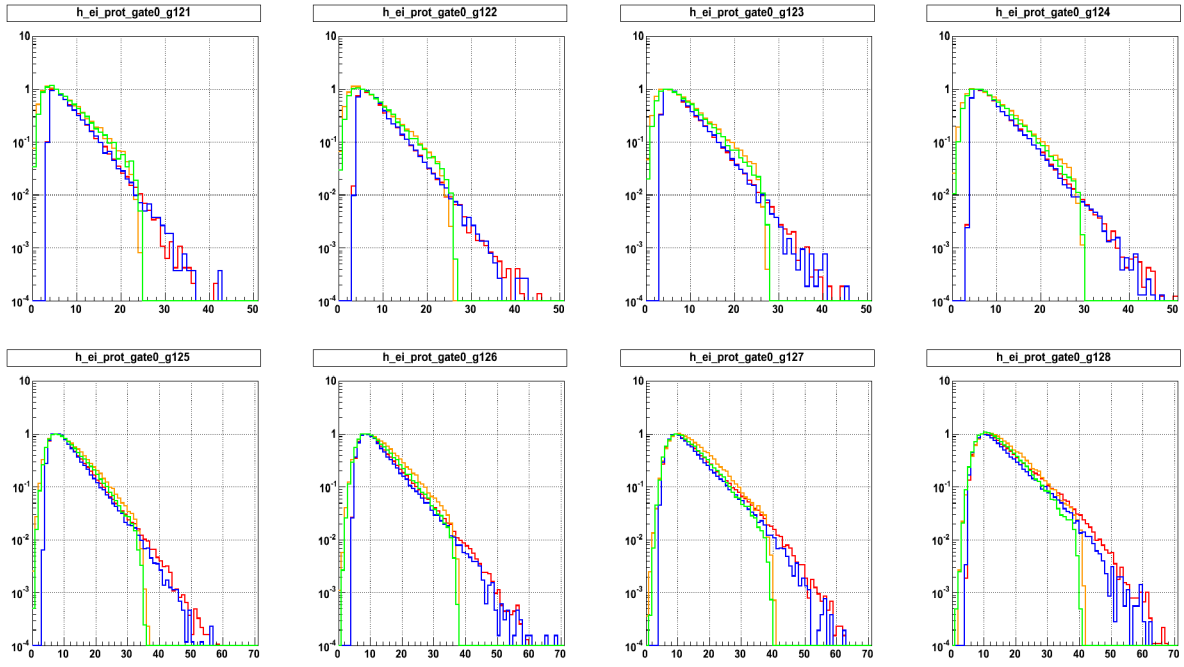 h_ei_prot_gate0_g121 h_ei_prot_gate0_g122 h_ei_prot_gate0_g123 h_ei_prot_gate0_g124
10 10 10 10
1 1 1 1
10-1 10-1 10-1 10-1
10-2 10-2 10-2 10-2
10-3 10-3 10-3 10-3
10-4 10-4 10-4 10-4
0 10 20 30 40 50 0 10 20 30 40 50 0 10 20 30 40 50 0 10 20 30 40 50
h_ei_prot_gate0_g125 h_ei_prot_gate0_g126 h_ei_prot_gate0_g127 h_ei_prot_gate0_g128
10 10 10 10
1 1 1 1
10-1 10-1 10-1 10-1
10-2 10-2 10-2 10-2
10-3 10-3 10-3 10-3
10-4 10-4 10-4 10-4
0 10 20 30 40 50 60 70 0 10 20 30 40 50 60 70 0 10 20 30 40 50 60 70 0 10 20 30 40 50 60 70